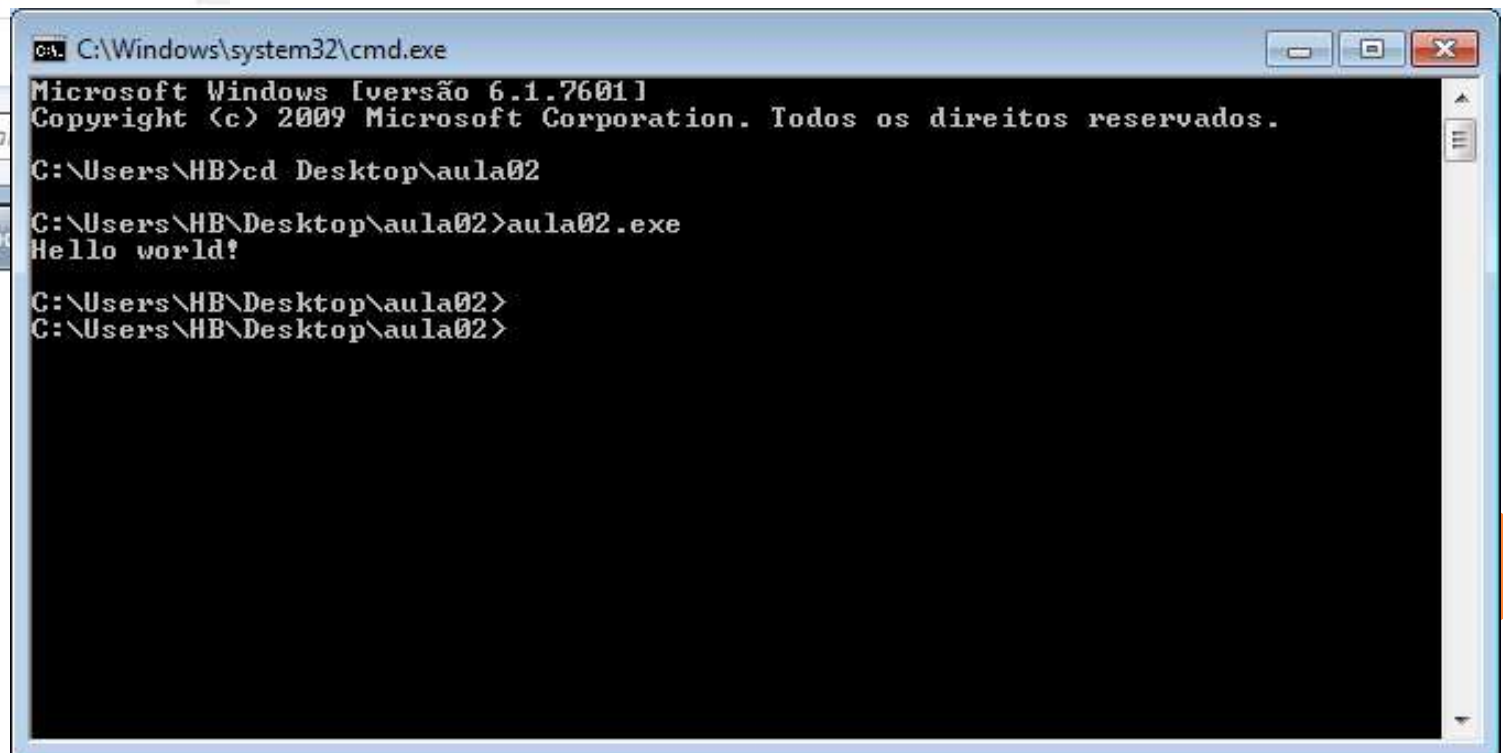 C:\Windows\system32\cmd.exe
Microsoft Windows [versão 6.1.7601]
Copyright (c) 2009 Microsoft Corporation. Todos os direitos reservados.
C:\Users\HB>cd Desktop\aula02
C:\Users\HB\Desktop\aula02>aula02.exe
Hello world!
C:\Users\HB\Desktop\aula02>
C:\Users\HB\Desktop\aula02>